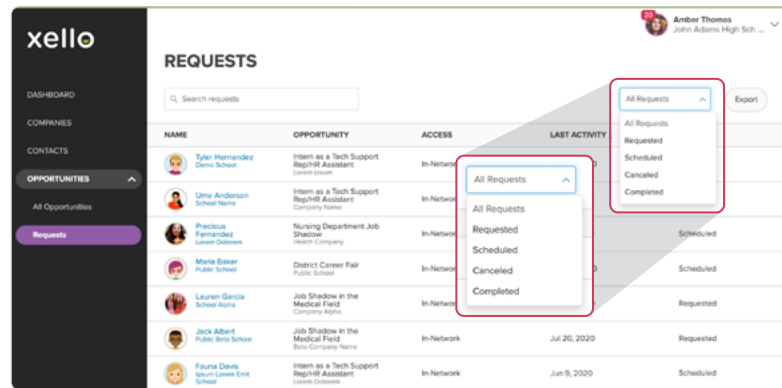 xello
20
Amber Thomas
John Adams High Sch ...
REQUESTS
DASHBOARD
COMPANIES
CONTACTS
OPPORTUNITIES
All Opportunities
Requests
Search requests
All Requests
Export
All Requests
Requested
Scheduled
Canceled
Completed
NAME OPPORTUNITY ACCESS LAST ACTIVITY
Tyler Hernandez
Demo School
Intern as a Tech Support
Rep/HR Assistant
Lorem Ipsum
In-Network
Ume Anderson
School Name
Intern as a Tech Support
Rep/HR Assistant
Company Name
In-Networ
Precious
Fernandez
Lorem Dolorem
Nursing Department Job
Shadow
Health Company
In-Networ
Scheduled
Maria Baker
Public School
District Career Fair
Public School
In-Networ
Scheduled
Lauren Garcia
School Alpha
Job Shadow in the
Medical Field
Company Alpha
In-Networ
Requested
Jack Albert
Public Beta School
Job Shadow in the
Medical Field
Beta Company Name
In-Network
Jul 20, 2020
Requested
Fauna Davis
Ipsum Lorem Emit
School
Intern as a Tech Support
Rep/HR Assistant
Lorem Dolorem
In-Network
Jun 9, 2020
Scheduled
All Requests
All Requests
Requested
Scheduled
Canceled
Completed